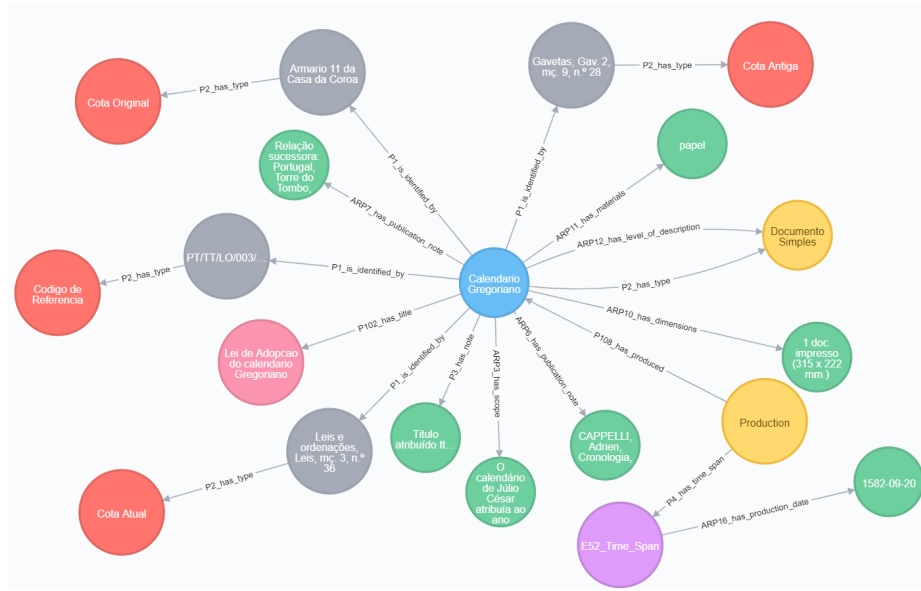 Armario 11 da
Casa da Coroa
P2_has_type
Cota Original
Gavetas, Gav. 2,
mç. 9, n.º 28
P2_has_type
Cota Antiga
Relação
sucessora:
Portugal,
Torre do
Tombo,
P1_is_identified_by
P1_is_identified_by
papel
ARP11_has_materials
ARP7_has_publication_note
ARP12_has_level_of_description
Documento
Simples
PT/TT/LO/003/...
P2_has_type
Codigo de
Referencia
P1_is_identified_by
Calendario
Gregoriano
P2_has_type
ARP10_has_dimensions
P102_has_title
Lei de Adopcao
do calendario
Gregoriano
P1_is_identified_by
P3_has_note
ARP3_has_scope
ARP6_has_publication_note
P108_has_produced
1 doc.
impresso
(315 x 222
mm.)
Production
Leis e
ordenações,
Leis, mç. 3, n.º
36
P2_has_type
Cota Atual
Titulo
atribuído.tt...
O
calendário
de Júlio
César
atribuía ao
ano
CAPPELLI,
Adrien,
Cronologia,
P4_has_time_span
E52_Time_Span
ARP16_has_production_date
1582-09-20